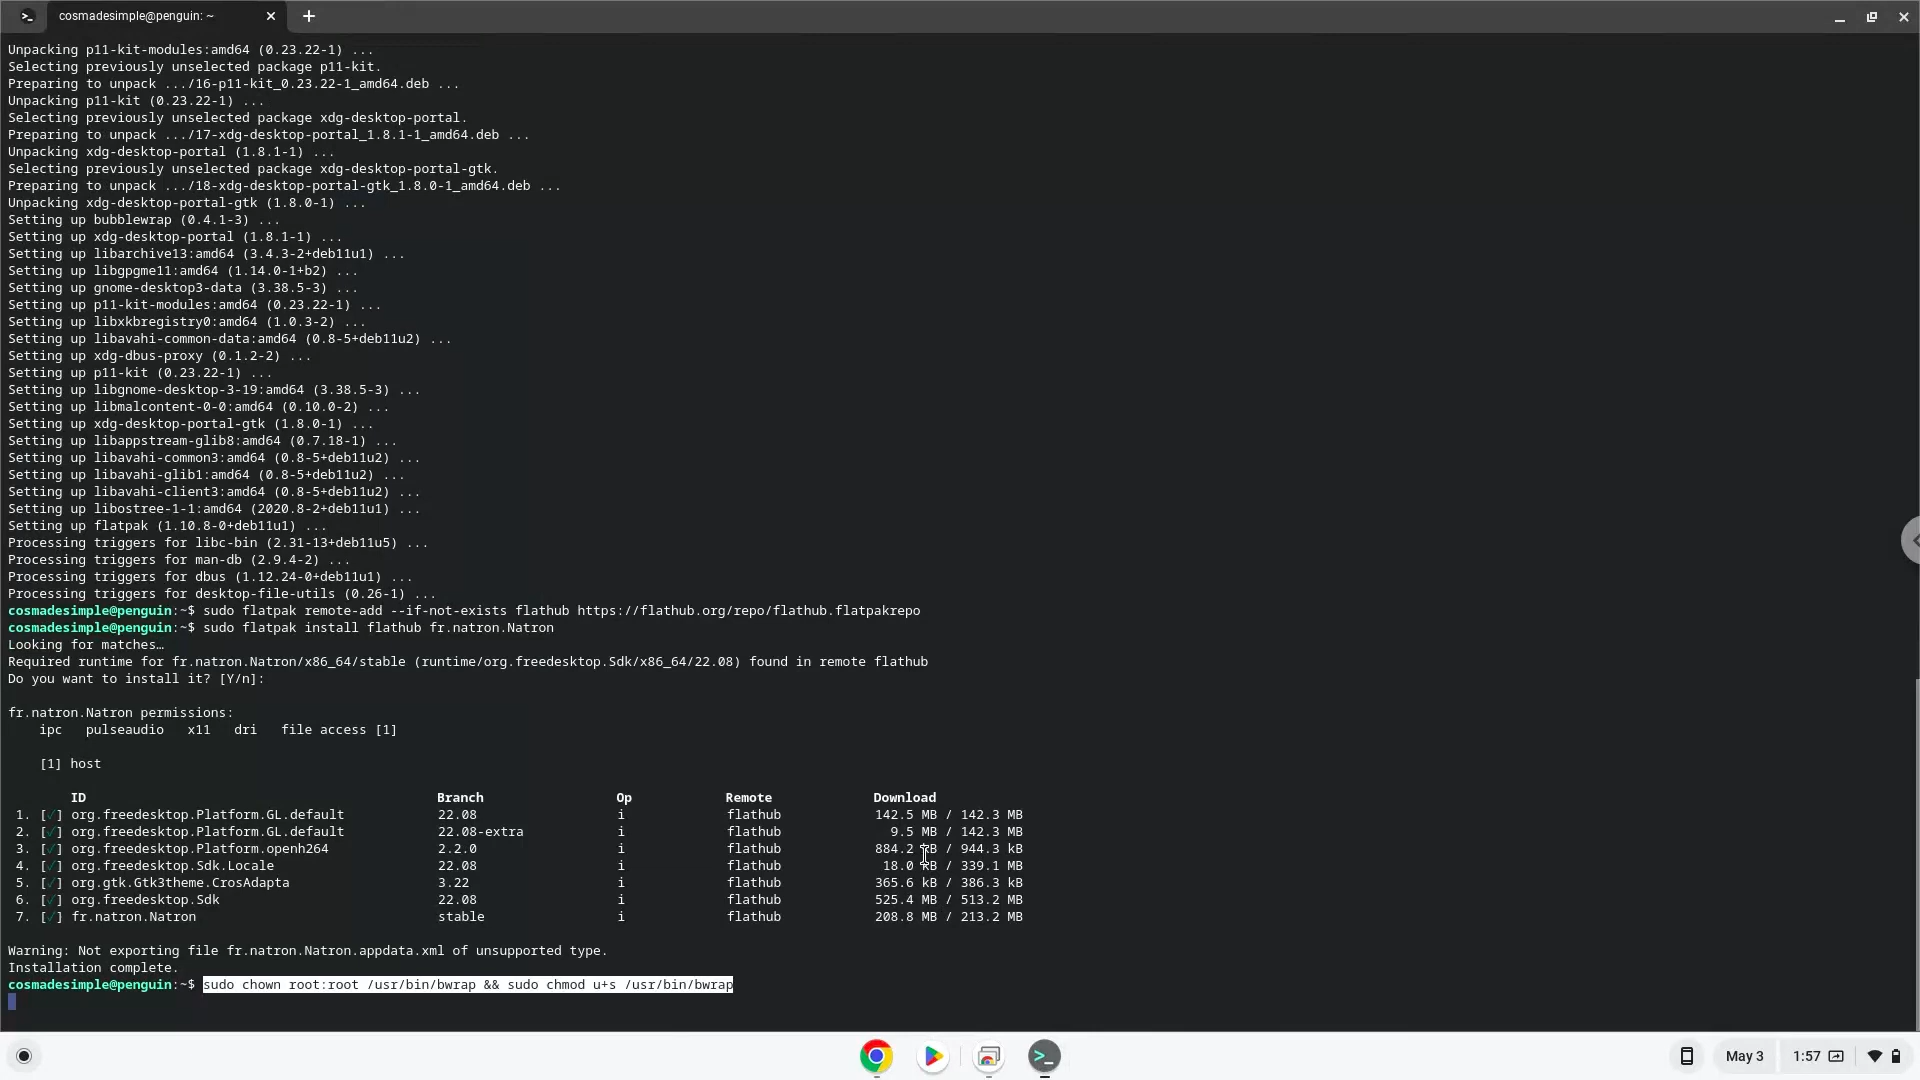 cosmadesimple@penguin: ~
Unpacking p11-kit-modules:amd64 (0.23.22-1) ...
Selecting previously unselected package p11-kit.
Preparing to unpack .../16-p11-kit_0.23.22-1_amd64.deb ...
Unpacking p11-kit (0.23.22-1) ...
Selecting previously unselected package xdg-desktop-portal.
Preparing to unpack .../17-xdg-desktop-portal_1.8.1-1_amd64.deb ...
Unpacking xdg-desktop-portal (1.8.1-1) ...
Selecting previously unselected package xdg-desktop-portal-gtk.
Preparing to unpack .../18-xdg-desktop-portal-gtk_1.8.0-1_amd64.deb ...
Unpacking xdg-desktop-portal-gtk (1.8.0-1) ...
Setting up bubblewrap (0.4.1-3) ...
Setting up xdg-desktop-portal (1.8.1-1) ...
Setting up libarchive13:amd64 (3.4.3-2+deb11u1) ...
Setting up libgpgme11:amd64 (1.14.0-1+b2) ...
Setting up gnome-desktop3-data (3.38.5-3) ...
Setting up p11-kit-modules:amd64 (0.23.22-1) ...
Setting up libxkbregistry0:amd64 (1.0.3-2) ...
Setting up libavahi-common-data:amd64 (0.8-5+deb11u2) ...
Setting up xdg-dbus-proxy (0.1.2-2) ...
Setting up p11-kit (0.23.22-1) ...
Setting up libgnome-desktop-3-19:amd64 (3.38.5-3) ...
Setting up libmalcontent-0-0:amd64 (0.10.0-2) ...
Setting up xdg-desktop-portal-gtk (1.8.0-1) ...
Setting up libappstream-glib8:amd64 (0.7.18-1) ...
Setting up libavahi-common3:amd64 (0.8-5+deb11u2) ...
Setting up libavahi-glib1:amd64 (0.8-5+deb11u2) ...
Setting up libavahi-client3:amd64 (0.8-5+deb11u2) ...
Setting up libostree-1-1:amd64 (2020.8-2+deb11u1) ...
Setting up flatpak (1.10.8-0+deb11u1) ...
Processing triggers for libc-bin (2.31-13+deb11u5) ...
Processing triggers for man-db (2.9.4-2) ...
Processing triggers for dbus (1.12.24-0+deb11u1) ...
Processing triggers for desktop-file-utils (0.26-1) ...
cosmadesimple@penguin:~$ sudo flatpak remote-add --if-not-exists flathub https://flathub.org/repo/flathub.flatpakrepo
cosmadesimple@penguin:~$ sudo flatpak install flathub fr.natron.Natron
Looking for matches…
Required runtime for fr.natron.Natron/x86_64/stable (runtime/org.freedesktop.Sdk/x86_64/22.08) found in remote flathub
Do you want to install it? [Y/n]:
fr.natron.Natron permissions:
ipc pulseaudio x11 dri file access [1]
[1] host
ID Branch Op Remote Download
1. [✓] org.freedesktop.Platform.GL.default 22.08 i flathub 142.5 MB / 142.3 MB
2. [✓] org.freedesktop.Platform.GL.default 22.08-extra i flathub 9.5 MB / 142.3 MB
3. [✓] org.freedesktop.Platform.openh264 2.2.0 i flathub 884.2 kB / 944.3 kB
4. [✓] org.freedesktop.Sdk.Locale 22.08 i flathub 18.0 kB / 339.1 MB
5. [✓] org.gtk.Gtk3theme.CrosAdapta 3.22 i flathub 365.6 kB / 386.3 kB
6. [✓] org.freedesktop.Sdk 22.08 i flathub 525.4 MB / 513.2 MB
7. [✓] fr.natron.Natron stable i flathub 208.8 MB / 213.2 MB
Warning: Not exporting file fr.natron.Natron.appdata.xml of unsupported type.
Installation complete.
cosmadesimple@penguin:~$ sudo chown root:root /usr/bin/bwrap && sudo chmod u+s /usr/bin/bwrap
May 3 1:57